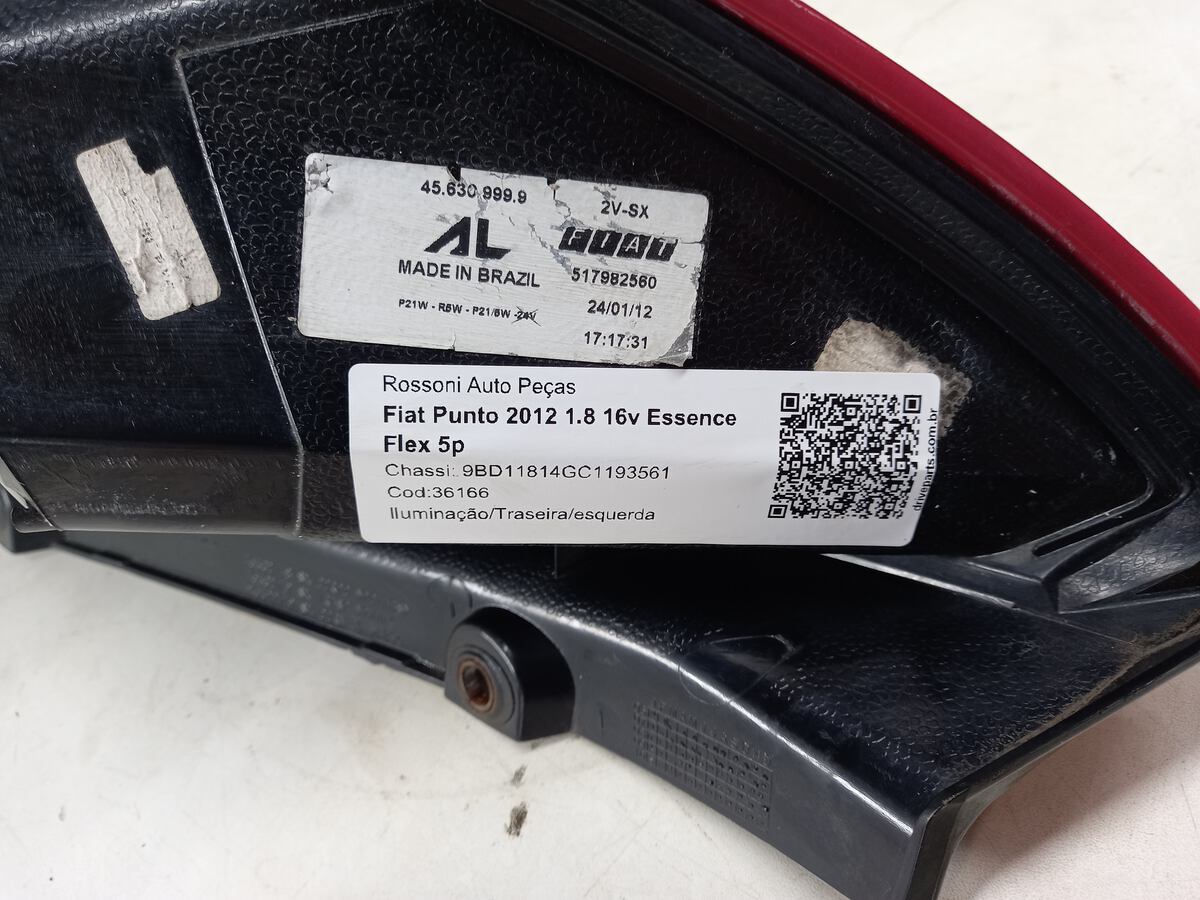 45.630.999.9
2V-SX
AL
FIAT
MADE IN BRAZIL
517982560
P21W - R5W - P21/5W - 24V
24/01/12
17:17:31
Rossoni Auto Peças
Fiat Punto 2012 1.8 16v Essence
Flex 5p
Chassi:.9BD11814GC1193561
Cod:36166
Iluminação/Traseira/esquerda
drivenparts.com.br